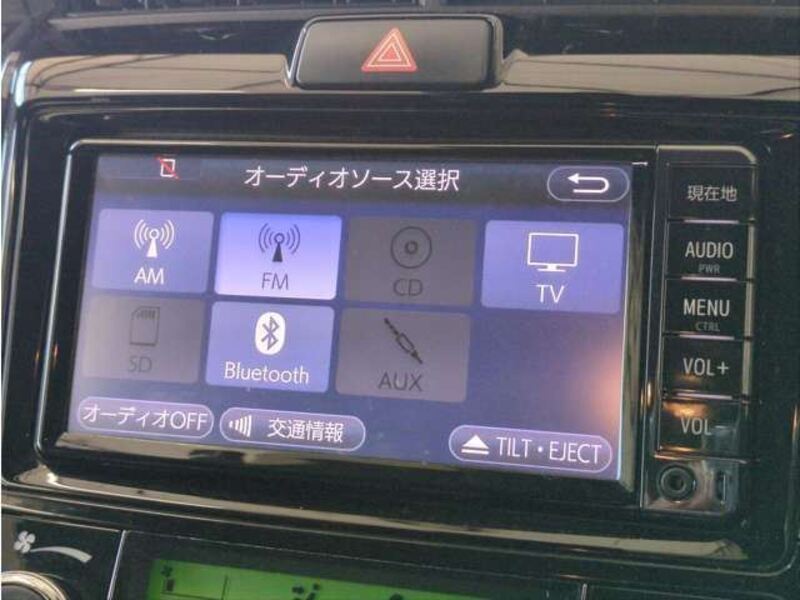 オーディオソース選択
AM
FM
CD
TV
SD
Bluetooth
AUX
オーディオOFF
交通情報
TILT・EJECT
現在地
AUDIO
PWR
MENU
CTRL
VOL+
VOL-